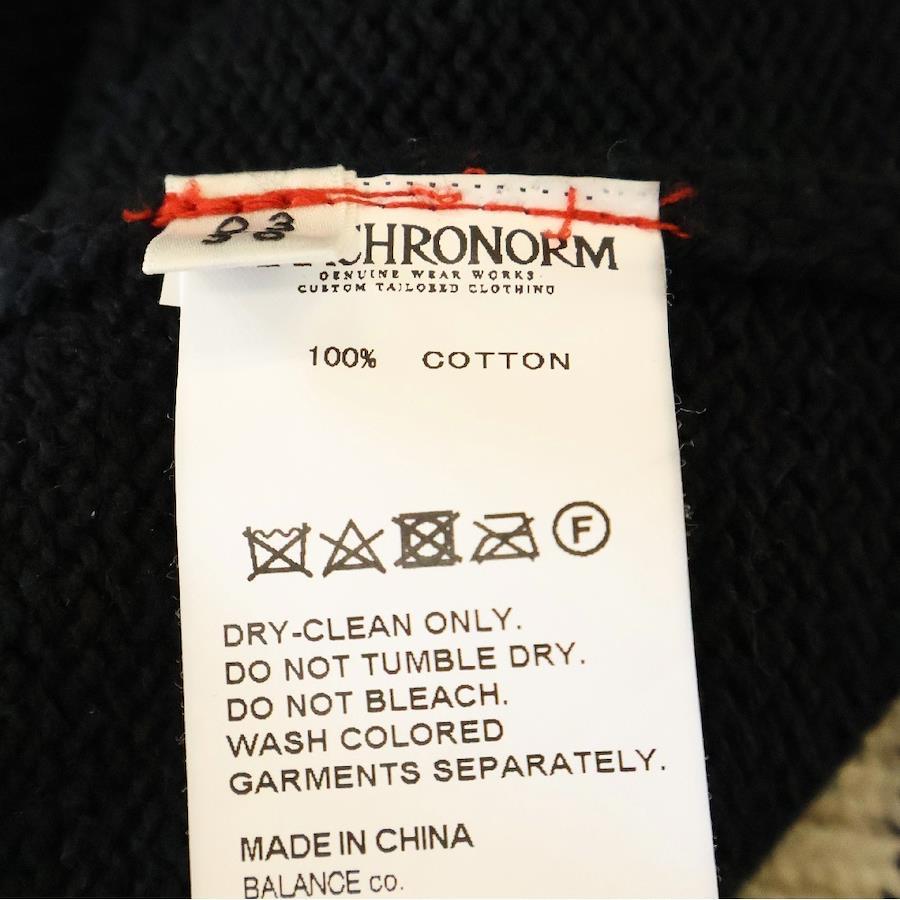 CHRONORM
GENUINE WEAR WORKS
CUSTOM TAILORED CLOTHING
100% COTTON
F
DRY-CLEAN ONLY.
DO NOT TUMBLE DRY.
DO NOT BLEACH.
WASH COLORED
GARMENTS SEPARATELY.
MADE IN CHINA
BALANCE co.